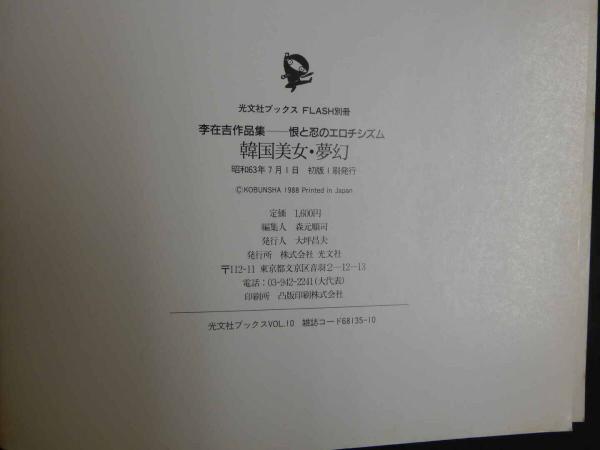 光文社ブックス FLASH別冊
李在吉作品集——恨と忍のエロチシズム
韓国美女・夢幻
昭和63年7月1日 初版1刷発行
©KOBUNSHA 1988 Printed in Japan
定価 1,600円
編集人 森元順司
発行人 大坪昌夫
発行所 株式会社 光文社
〒112-11 東京都文京区音羽2-12-13
電話:03-942-2241(大代表)
印刷所 凸版印刷株式会社
光文社ブックスVOL.10 雑誌コード68135-10